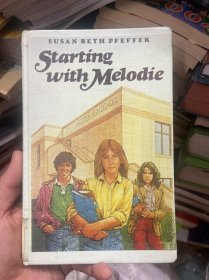 SUSAN BETH PFEFFER
Starting
with Melodie